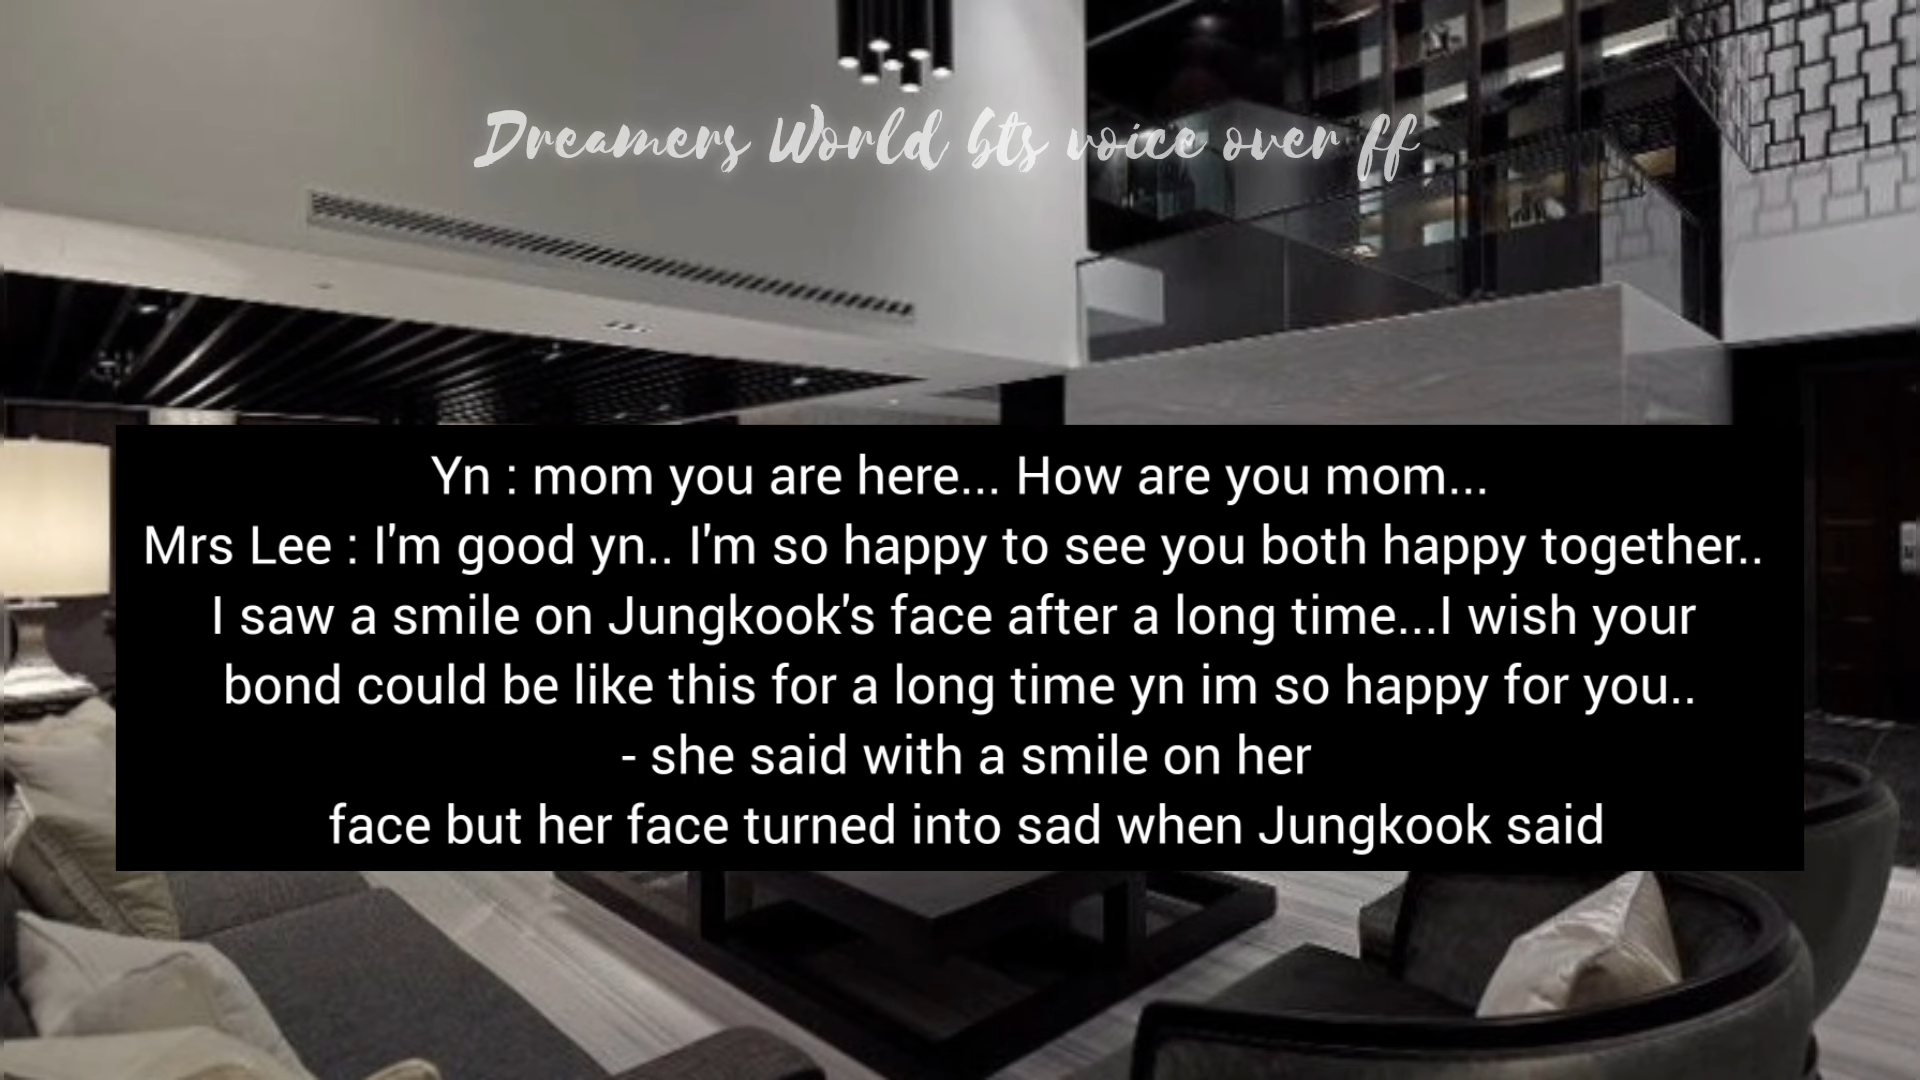 Dreamers World bts voice over ff
Yn : mom you are here... How are you mom...
Mrs Lee : I'm good yn.. I'm so happy to see you both happy together..
I saw a smile on Jungkook's face after a long time...I wish your
bond could be like this for a long time yn im so happy for you..
- she said with a smile on her
face but her face turned into sad when Jungkook said